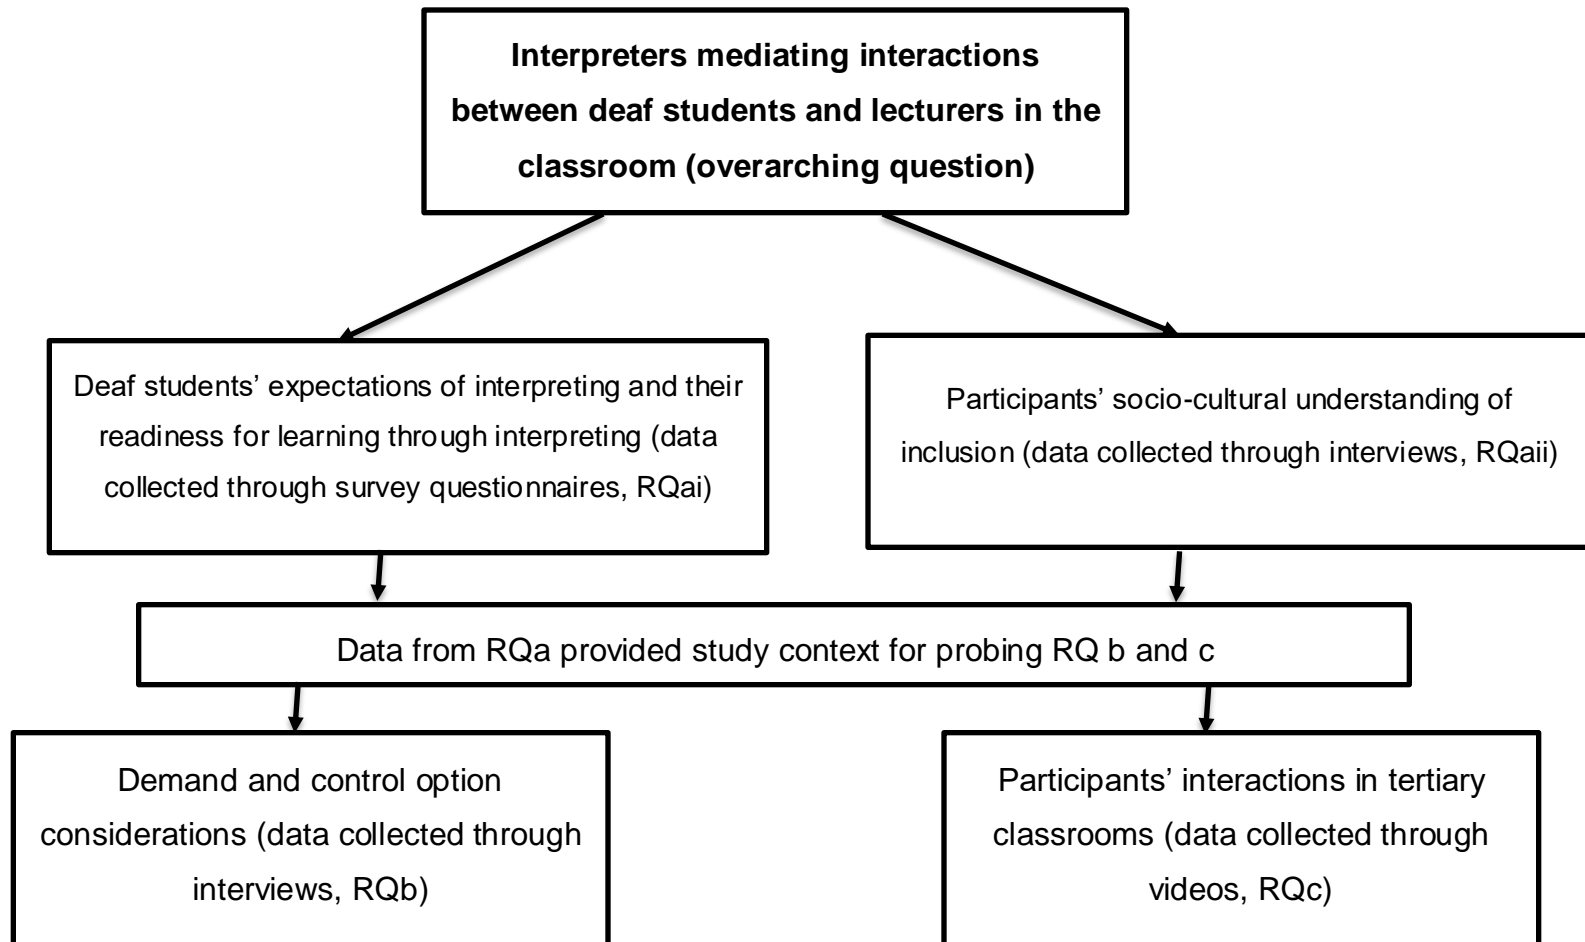 Interpreters mediating interactions
between deaf students and lecturers in the
classroom (overarching question)
Deaf students’ expectations of interpreting and their
readiness for learning through interpreting (data
collected through survey questionnaires, RQai)
Participants’ socio-cultural understanding of
inclusion (data collected through interviews, RQaii)
Data from RQa provided study context for probing RQ b and c
Demand and control option
considerations (data collected through
interviews, RQb)
Participants’ interactions in tertiary
classrooms (data collected through
videos, RQc)